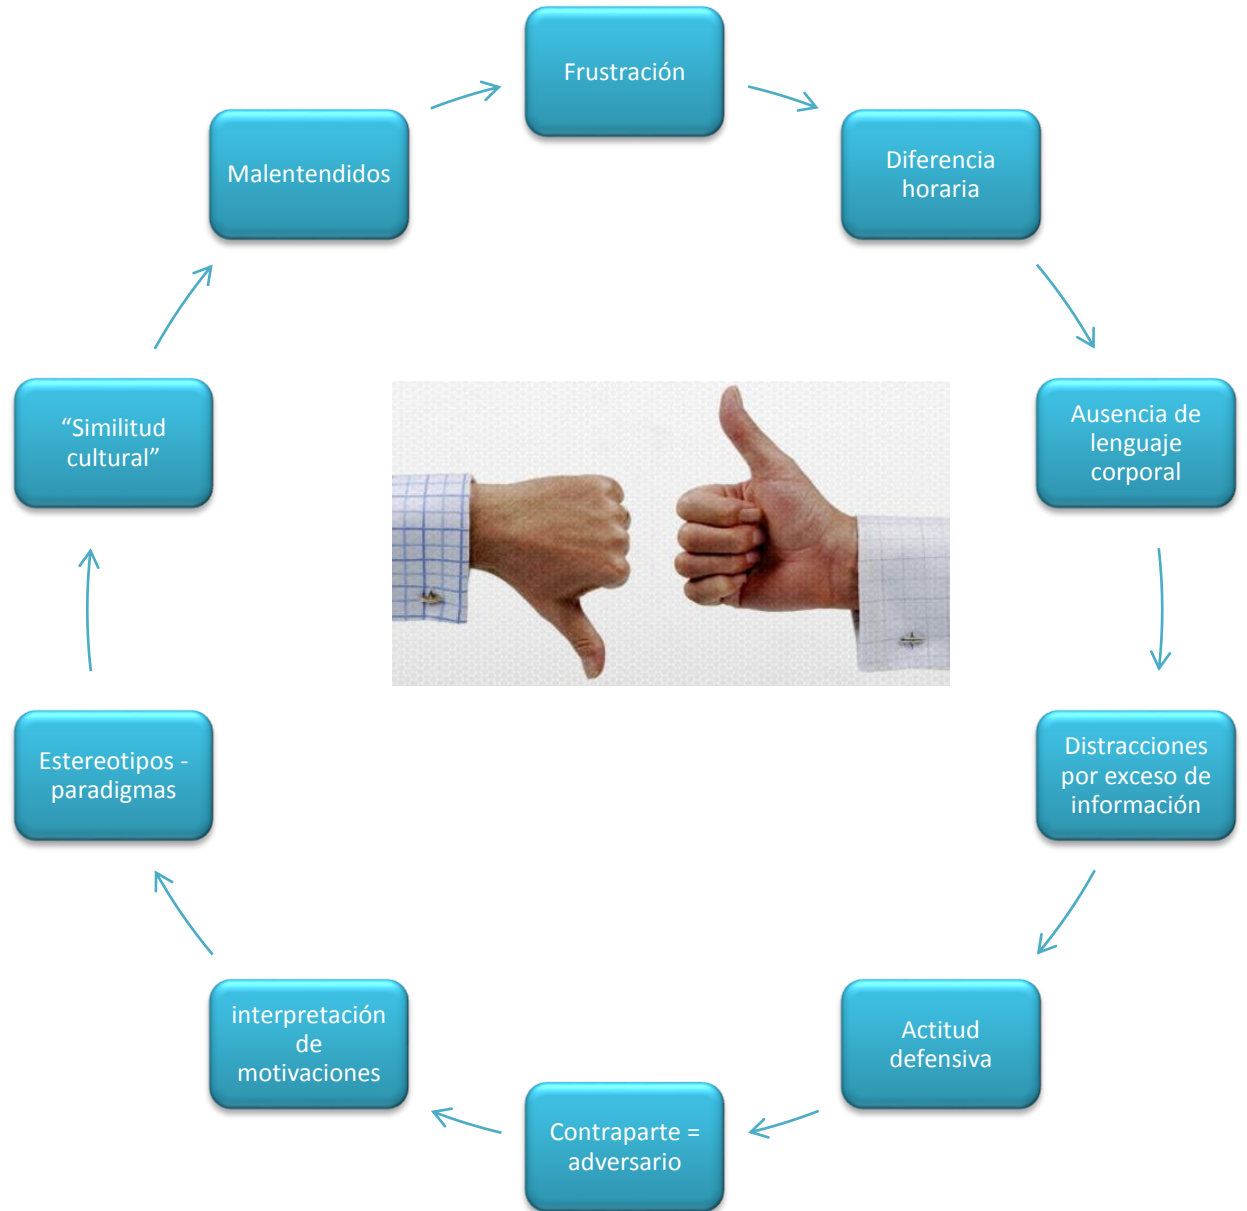 Frustración
Diferencia
horaria
Ausencia de
lenguaje
corporal
Distracciones
por exceso de
información
Actitud
defensiva
Contraparte =
adversario
interpretación
de
motivaciones
Estereotipos -
paradigmas
“Similitud
cultural”
Malentendidos